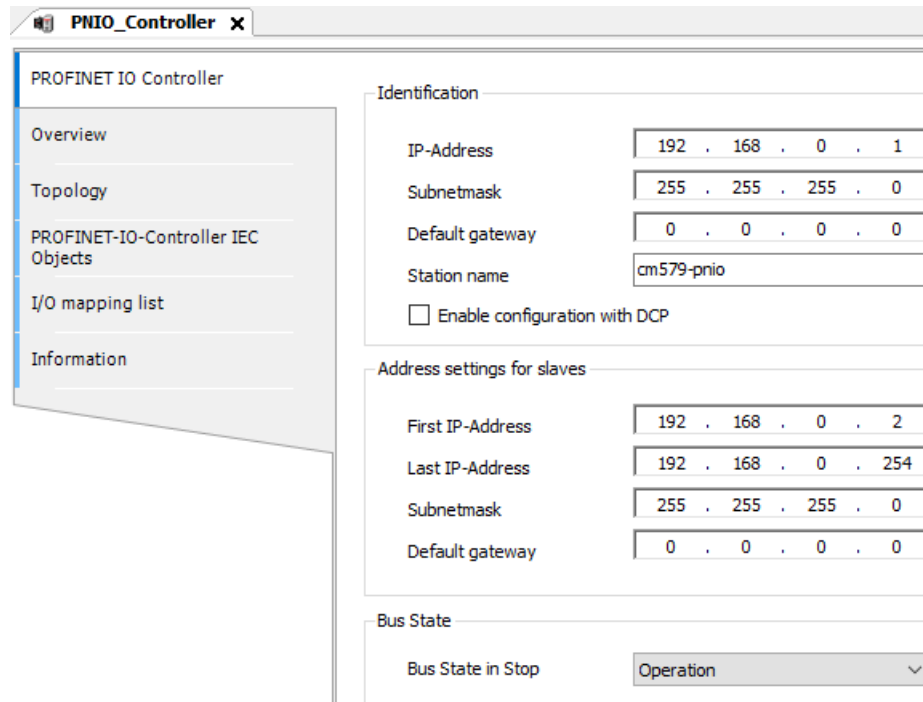 PNIO_Controller x
PROFINET IO Controller
Overview
Topology
PROFINET-IO-Controller IEC
Objects
I/O mapping list
Information
Identification
IP-Address 192 . 168 . 0 . 1
Subnetmask 255 . 255 . 255 . 0
Default gateway 0 . 0 . 0 . 0
Station name cm579-pnio
Enable configuration with DCP
Address settings for slaves
First IP-Address 192 . 168 . 0 . 2
Last IP-Address 192 . 168 . 0 . 254
Subnetmask 255 . 255 . 255 . 0
Default gateway 0 . 0 . 0 . 0
Bus State
Bus State in Stop Operation